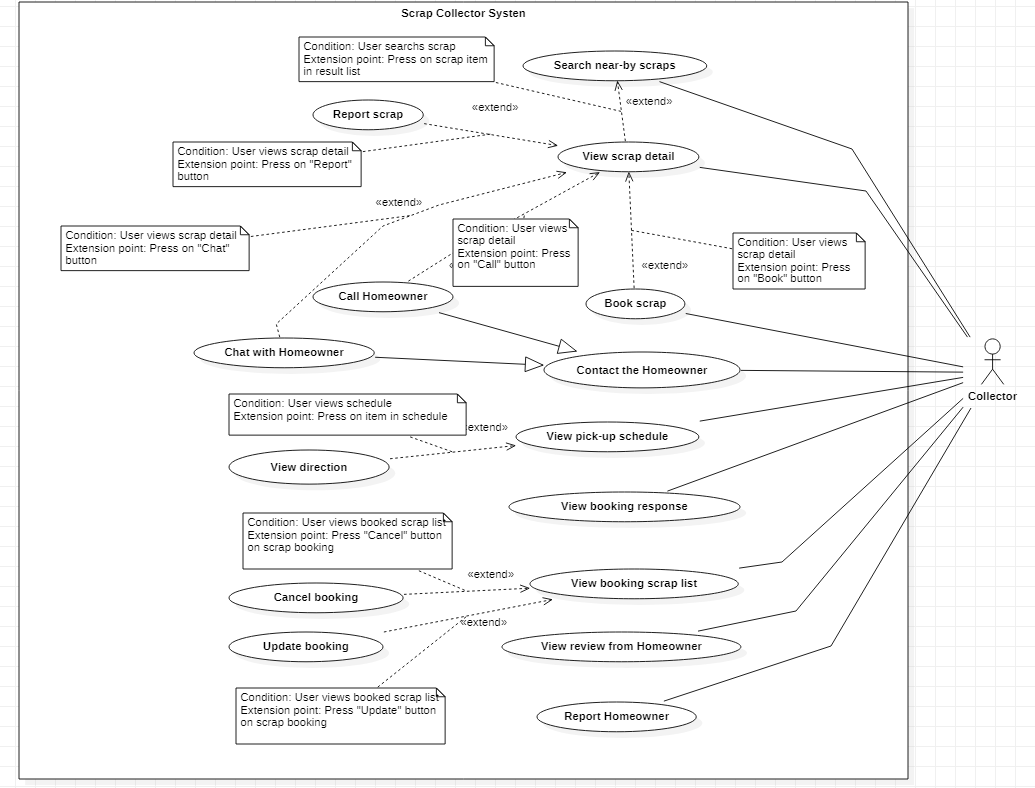 Scrap Collector Systen
Condition: User searchs scrap
Extension point: Press on scrap item
in result list
Search near-by scraps
«extend»
«extend»
Report scrap
Condition: User views scrap detail
Extension point: Press on "Report"
button
View scrap detail
«extend»
Condition: User views scrap detail
Extension point: Press on "Chat"
button
Condition: User views
scrap detail
Extension point: Press
on "Call" button
Condition: User views
scrap detail
Extension point: Press
on "Book" button
«extend»
Call Homeowner
Book scrap
Chat with Homeowner
Contact the Homeowner
Collector
Condition: User views schedule
Extension point: Press on item in schedule
extend»
View pick-up schedule
View direction
View booking response
Condition: User views booked scrap list
Extension point: Press "Cancel" button
on scrap booking
«extend»
View booking scrap list
Cancel booking
«extend»
Update booking
View review from Homeowner
Condition: User views booked scrap list
Extension point: Press "Update" button
on scrap booking
Report Homeowner